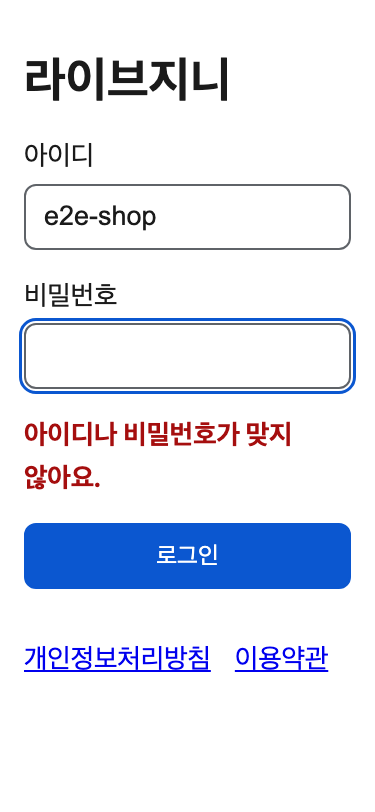 라이브지니
아이디
e2e-shop
비밀번호
아이디나 비밀번호가 맞지
않아요.
로그인
개인정보처리방침 이용약관